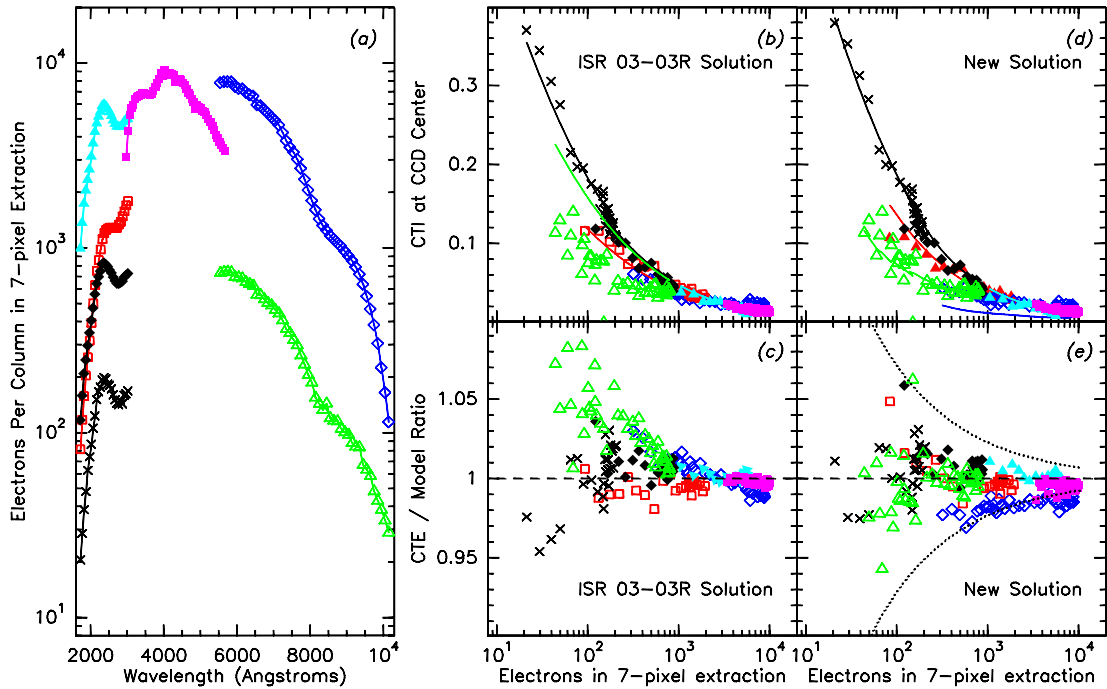 (a)
(b)
(d)
ISR 03-03R Solution
New Solution
10⁴
10³
10²
10¹
Electrons Per Column in 7-pixel Extraction
2000
4000
6000
8000
10⁴
Wavelength (Angstroms)
0.3
0.2
0.1
CTI at CCD Center
(c)
(e)
1.05
1
0.95
CTE / Model Ratio
ISR 03-03R Solution
New Solution
10¹
10²
10³
10⁴
10¹
10²
10³
10⁴
Electrons in 7-pixel extraction
Electrons in 7-pixel extraction